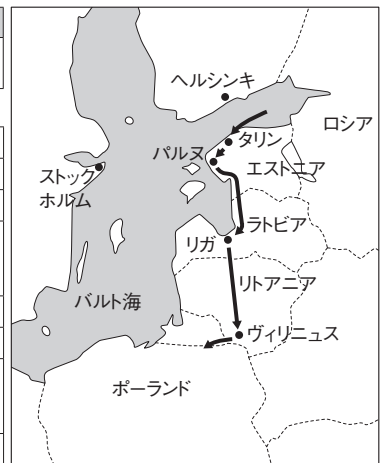 ヘルシンキ
ロシア
タリン
パルヌ
エストニア
ストック
ホルム
ラトビア
リガ
リトアニア
バルト海
ヴィリニュス
ポーランド